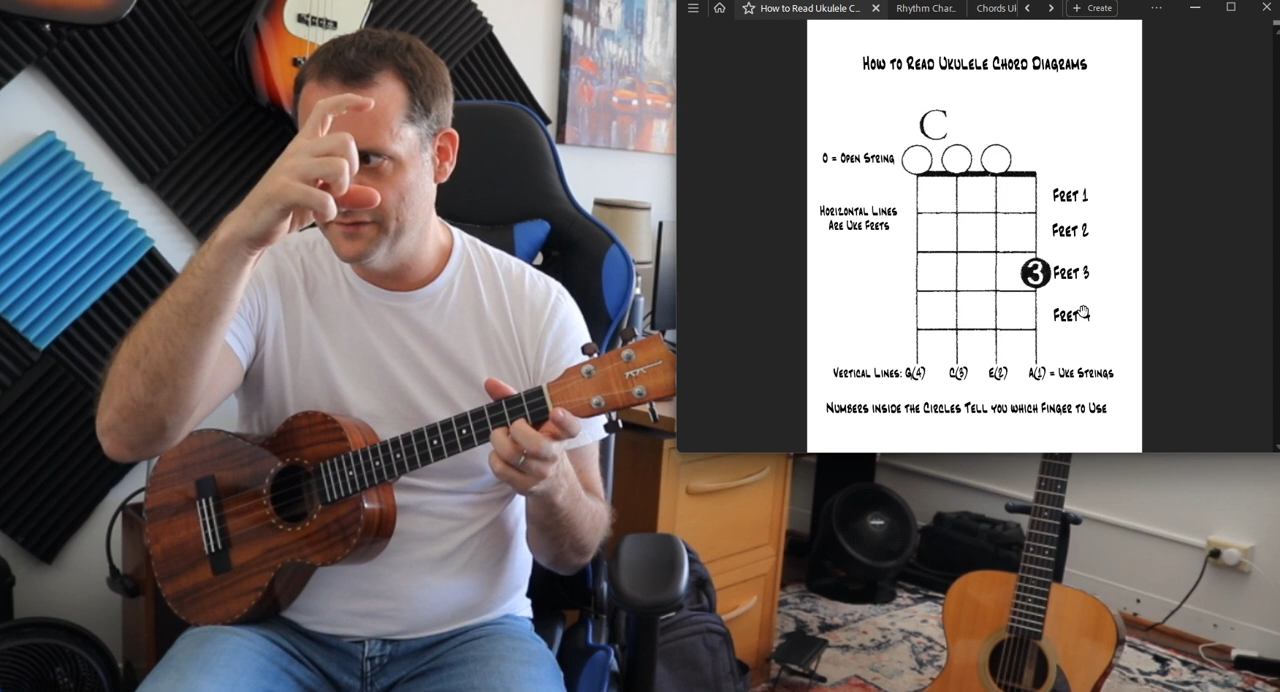 How to Read Ukulele C...
Rhythm Char...
Chords Ul
Create
How to Read Ukulele Chord Diagrams
C
O = Open String
Fret 1
Horizontal Lines
Are Uke Frets
Fret 2
3
Fret 3
Fret 4
Vertical Lines: G(4) C(3) E(2) A(1) = Uke Strings
Numbers inside the Circles Tell you which Finger to Use